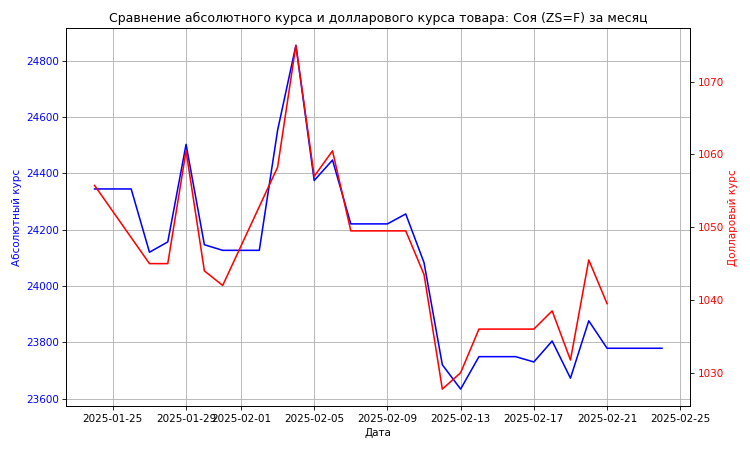 Сравнение абсолютного курса и долларового курса товара: Соя (ZS=F) за месяц
Абсолютный курс
24800
24600
24400
24200
24000
23800
23600
Долларовый курс
1070
1060
1050
1040
1030
2025-01-25 2025-01-29 2025-02-01 2025-02-05 2025-02-09 2025-02-13 2025-02-17 2025-02-21 2025-02-25
Дата